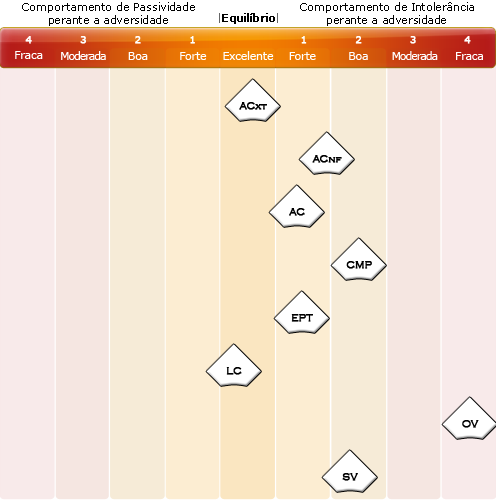 Comportamento de Passividade
perante a adversidade
|Equilíbrio|
Comportamento de Intolerância
perante a adversidade
4 3 2 1 1 2 3 4
Fraca Moderada Boa Forte Excelente Forte Boa Moderada Fraca
ACXT
ACNF
AC
CMP
EPT
LC
OV
SV